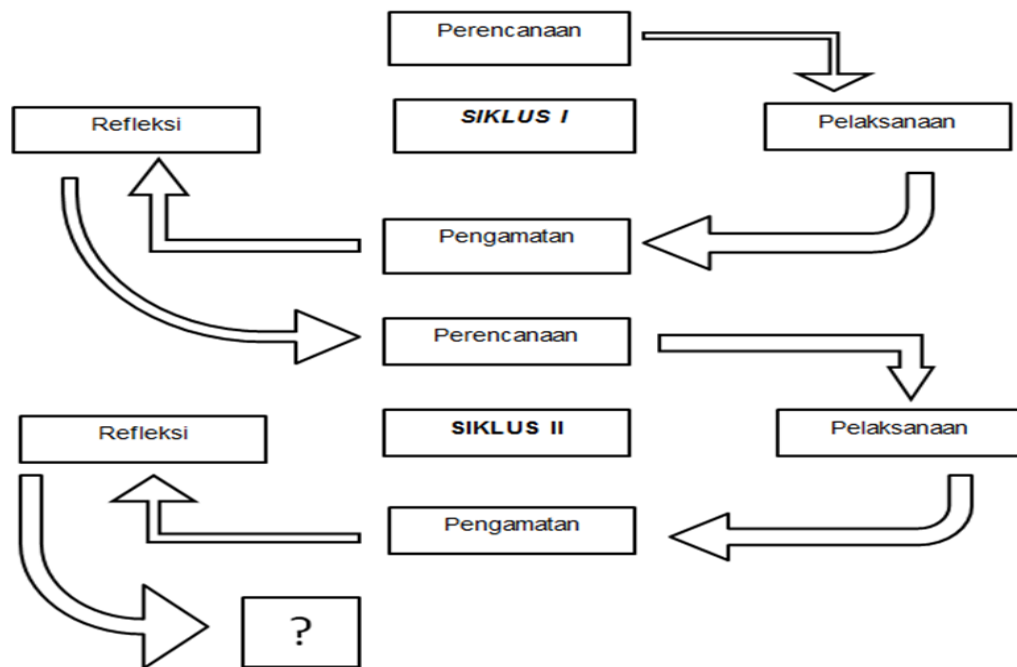 Perencanaan
SIKLUS I
Refleksi
Pelaksanaan
Pengamatan
Perencanaan
SIKLUS II
Refleksi
Pelaksanaan
Pengamatan
?